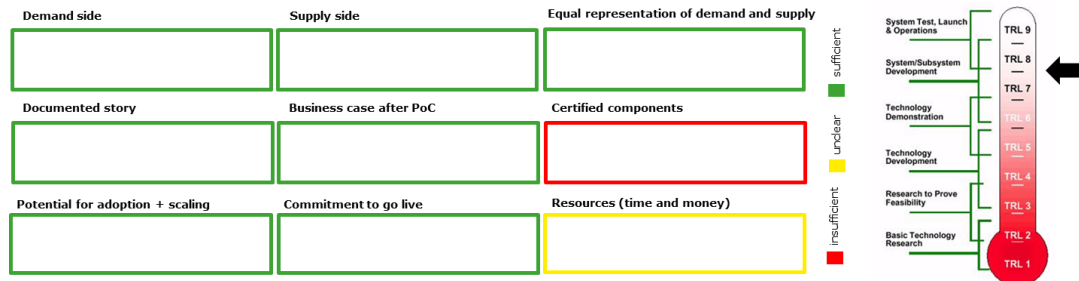 Demand side
Supply side
Equal representation of demand and supply
Documented story
Business case after PoC
Certified components
Potential for adoption + scaling
Commitment to go live
Resources (time and money)
sufficient
unclear
insufficient
System Test, Launch
& Operations
System/Subsystem
Development
Technology
Demonstration
Technology
Development
Research to Prove
Feasibility
Basic Technology
Research
TRL 9
TRL 8
TRL 7
TRL 6
TRL 5
TRL 4
TRL 3
TRL 2
TRL 1